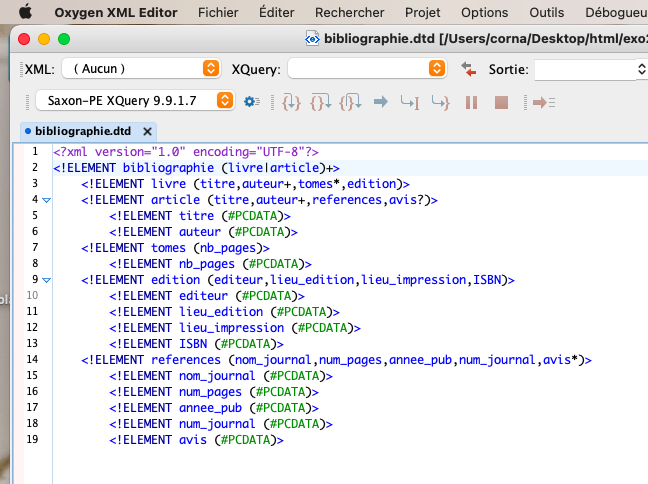 Oxygen XML Editor Fichier Éditer Rechercher Projet Options Outils Débogueu
bibliographie.dtd [/Users/corna/Desktop/html/exo2
XML: ( Aucun ) XQuery: Sortie:
Saxon-PE XQuery 9.9.1.7
bibliographie.dtd
1 <?xml version="1.0" encoding="UTF-8"?>
2 <!ELEMENT bibliographie (livre|article)+>
3 <!ELEMENT livre (titre,auteur+,tomes*,edition)>
4 <!ELEMENT article (titre,auteur+,references,avis?)>
5 <!ELEMENT titre (#PCDATA)>
6 <!ELEMENT auteur (#PCDATA)>
7 <!ELEMENT tomes (nb_pages)>
8 <!ELEMENT nb_pages (#PCDATA)>
9 <!ELEMENT edition (editeur,lieu_edition,lieu_impression,ISBN)>
10 <!ELEMENT editeur (#PCDATA)>
11 <!ELEMENT lieu_edition (#PCDATA)>
12 <!ELEMENT lieu_impression (#PCDATA)>
13 <!ELEMENT ISBN (#PCDATA)>
14 <!ELEMENT references (nom_journal,num_pages,annee_pub,num_journal,avis*)>
15 <!ELEMENT nom_journal (#PCDATA)>
16 <!ELEMENT num_pages (#PCDATA)>
17 <!ELEMENT annee_pub (#PCDATA)>
18 <!ELEMENT num_journal (#PCDATA)>
19 <!ELEMENT avis (#PCDATA)>